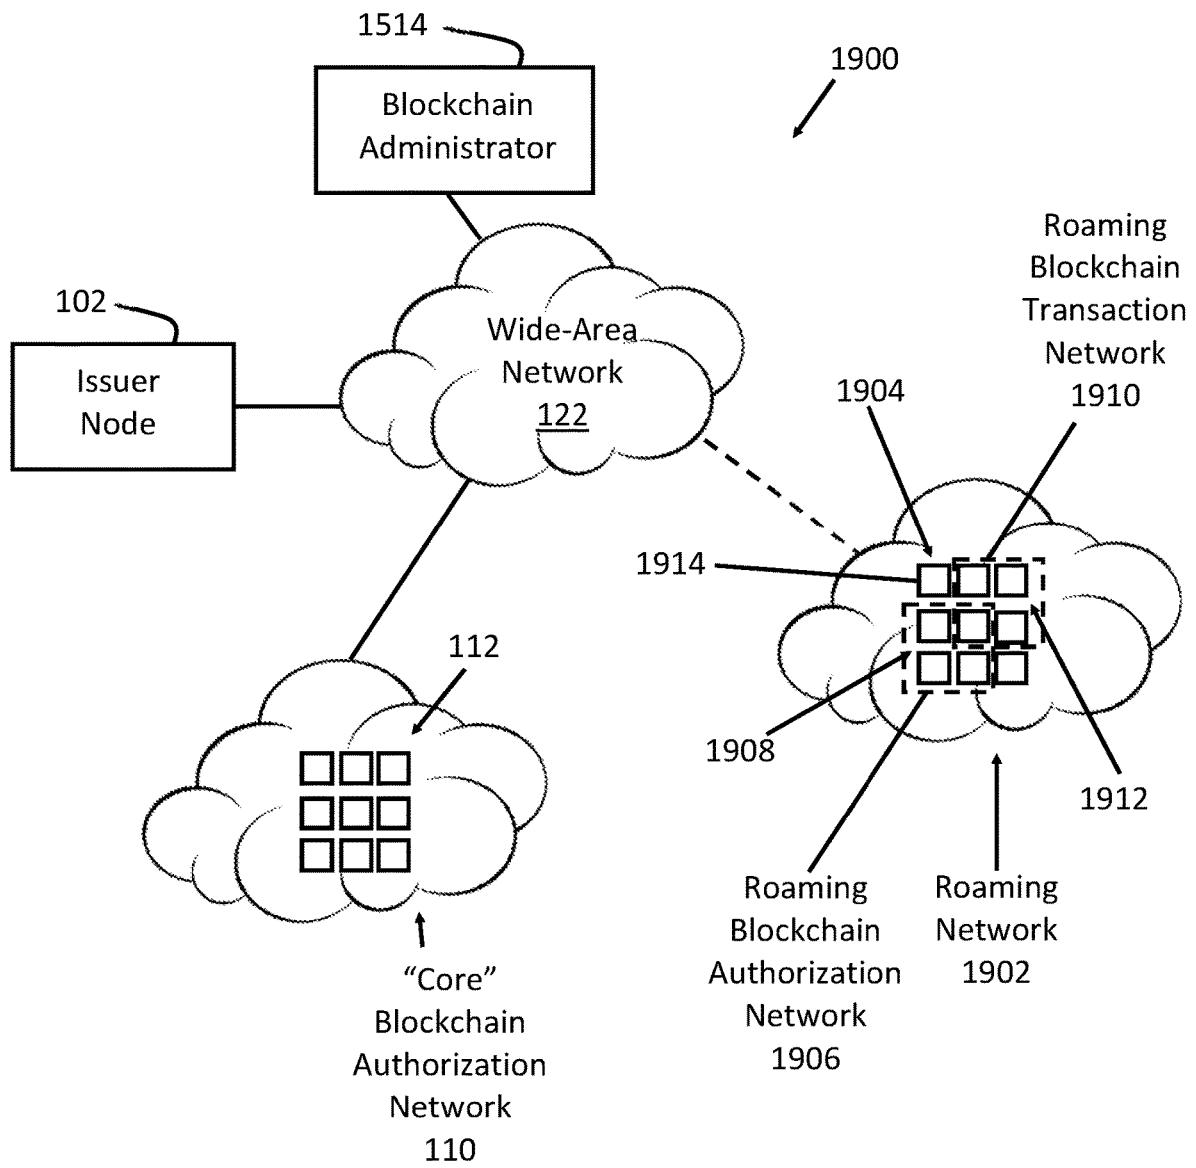 1514
1900
Blockchain
Administrator
Roaming
Blockchain
Transaction
Network
1910
102
Wide-Area
Network
122
Issuer
Node
1904
1914
112
1908
1912
Roaming
Blockchain
Authorization
Network
1906
Roaming
Network
1902
“Core”
Blockchain
Authorization
Network
110